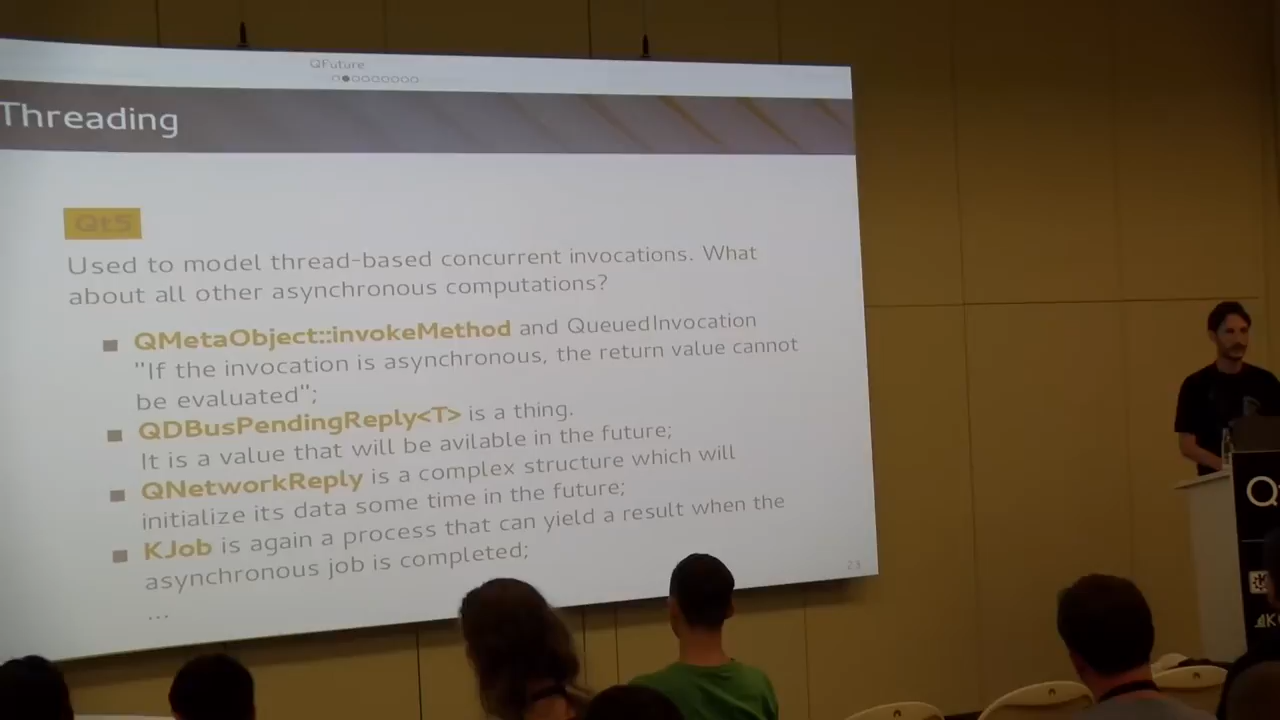 QFuture
Threading
Qt5
Used to model thread-based concurrent invocations. What
about all other asynchronous computations?
QMetaObject::invokeMethod and QueuedInvocation
"If the invocation is asynchronous, the return value cannot
be evaluated";
QDBusPendingReply<T> is a thing.
It is a value that will be avilable in the future;
QNetworkReply is a complex structure which will
initialize its data some time in the future;
KJob is again a process that can yield a result when the
asynchronous job is completed;
...
23